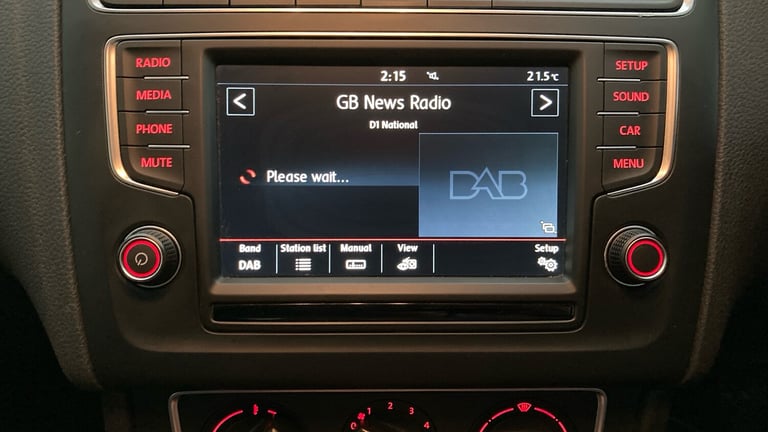 RADIO
MEDIA
PHONE
MUTE
2:15
21.5°C
GB News Radio
D1 National
Please wait...
DAB
Band
DAB
Station list
Manual
View
Setup
SETUP
SOUND
CAR
MENU
1 2 3 4